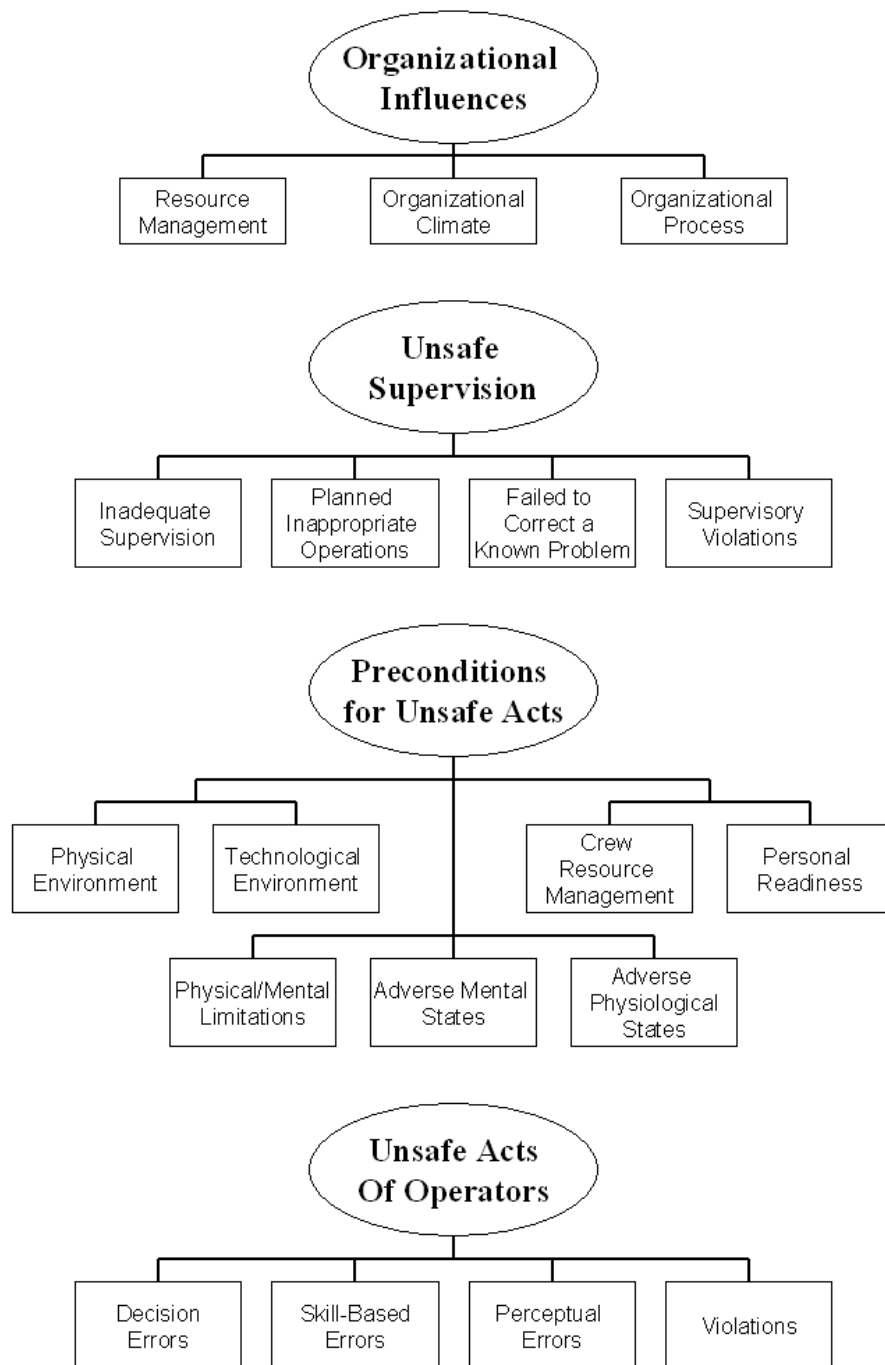 Organizational
Influences
Resource
Management
Organizational
Climate
Organizational
Process
Unsafe
Supervision
Inadequate
Supervision
Planned
Inappropriate
Operations
Failed to
Correct a
Known Problem
Supervisory
Violations
Preconditions
for Unsafe Acts
Physical
Environment
Technological
Environment
Crew
Resource
Management
Personal
Readiness
Physical/Mental
Limitations
Adverse Mental
States
Adverse
Physiological
States
Unsafe Acts
Of Operators
Decision
Errors
Skill-Based
Errors
Perceptual
Errors
Violations